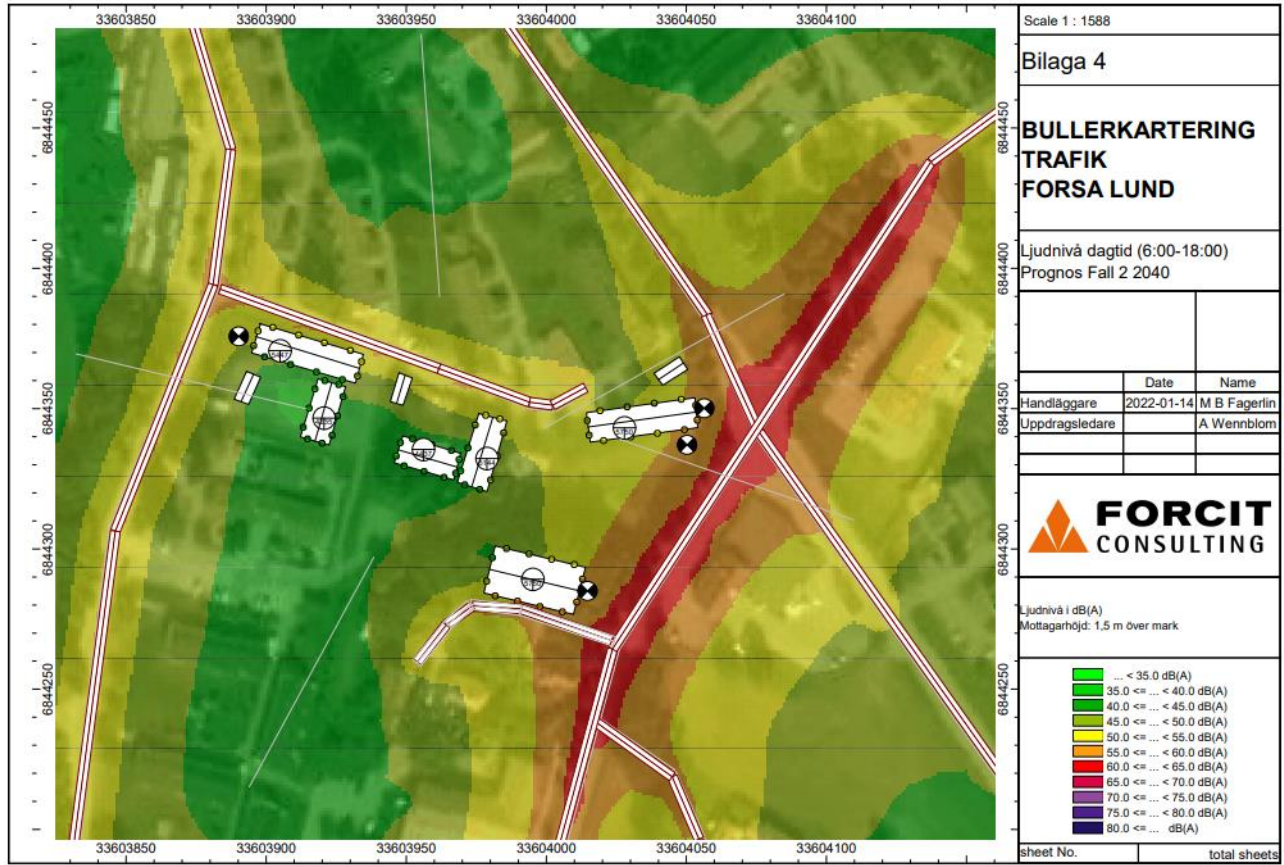 33603850 33603900 33603950 33604000 33604050 33604100
6844450 6844450
6844400 6844400
6844350 6844350
6844300 6844300
6844250 6844250
33603850 33603900 33603950 33604000 33604050 33604100
Scale 1 : 1588
Bilaga 4
BULLERKARTERING
TRAFIK
FORSA LUND
Ljudnivå dagtid (6:00-18:00)
Prognos Fall 2 2040
Date Name
Handläggare 2022-01-14 M B Fagerlin
Uppdragsledare A Wennblom
FORCIT
CONSULTING
Ljudnivå i dB(A)
Mottagarhöjd: 1,5 m över mark
... < 35.0 dB(A)
35.0 <= ... < 40.0 dB(A)
40.0 <= ... < 45.0 dB(A)
45.0 <= ... < 50.0 dB(A)
50.0 <= ... < 55.0 dB(A)
55.0 <= ... < 60.0 dB(A)
60.0 <= ... < 65.0 dB(A)
65.0 <= ... < 70.0 dB(A)
70.0 <= ... < 75.0 dB(A)
75.0 <= ... < 80.0 dB(A)
80.0 <= ... dB(A)
sheet No. total sheets